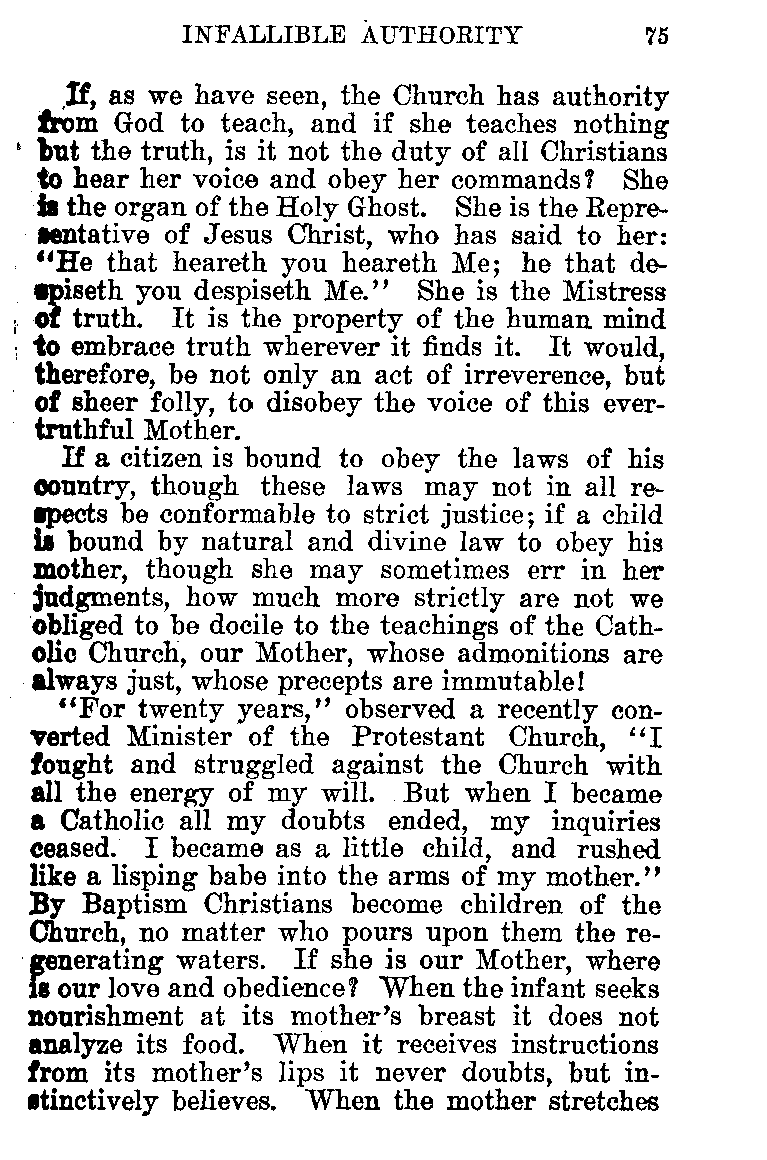 INFALLIBLE AUTHORITY 75
If, as we have seen, the Church has authority
from God to teach, and if she teaches nothing
but the truth, is it not the duty of all Christians
to hear her voice and obey her commands? She
is the organ of the Holy Ghost. She is the Repre-
sentative of Jesus Christ, who has said to her:
"He that heareth you heareth Me; he that de-
spiseth you despiseth Me." She is the Mistress
of truth. It is the property of the human mind
to embrace truth wherever it finds it. It would,
therefore, be not only an act of irreverence, but
of sheer folly, to disobey the voice of this ever-
truthful Mother.
If a citizen is bound to obey the laws of his
country, though these laws may not in all re-
spects be conformable to strict justice; if a child
is bound by natural and divine law to obey his
mother, though she may sometimes err in her
judgments, how much more strictly are not we
obliged to be docile to the teachings of the Cath-
olic Church, our Mother, whose admonitions are
always just, whose precepts are immutable!
"For twenty years," observed a recently con-
verted Minister of the Protestant Church, "I
fought and struggled against the Church with
all the energy of my will. But when I became
a Catholic all my doubts ended, my inquiries
ceased. I became as a little child, and rushed
like a lisping babe into the arms of my mother."
By Baptism Christians become children of the
Church, no matter who pours upon them the re-
generating waters. If she is our Mother, where
is our love and obedience? When the infant seeks
nourishment at its mother's breast it does not
analyze its food. When it receives instructions
from its mother's lips it never doubts, but in-
stinctively believes. When the mother stretches